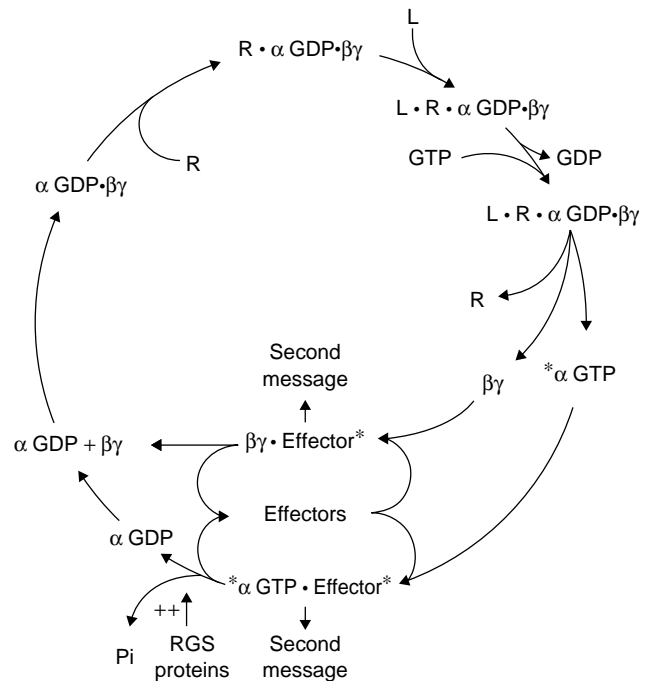 L
R • α GDP•βγ
L • R • α GDP•βγ
GTP
GDP
R
α GDP•βγ
L • R • α GDP•βγ
R
Second
message
βγ
*α GTP
α GDP + βγ
βγ • Effector*
Effectors
α GDP
*α GTP • Effector*
++
Pi
RGS
proteins
Second
message